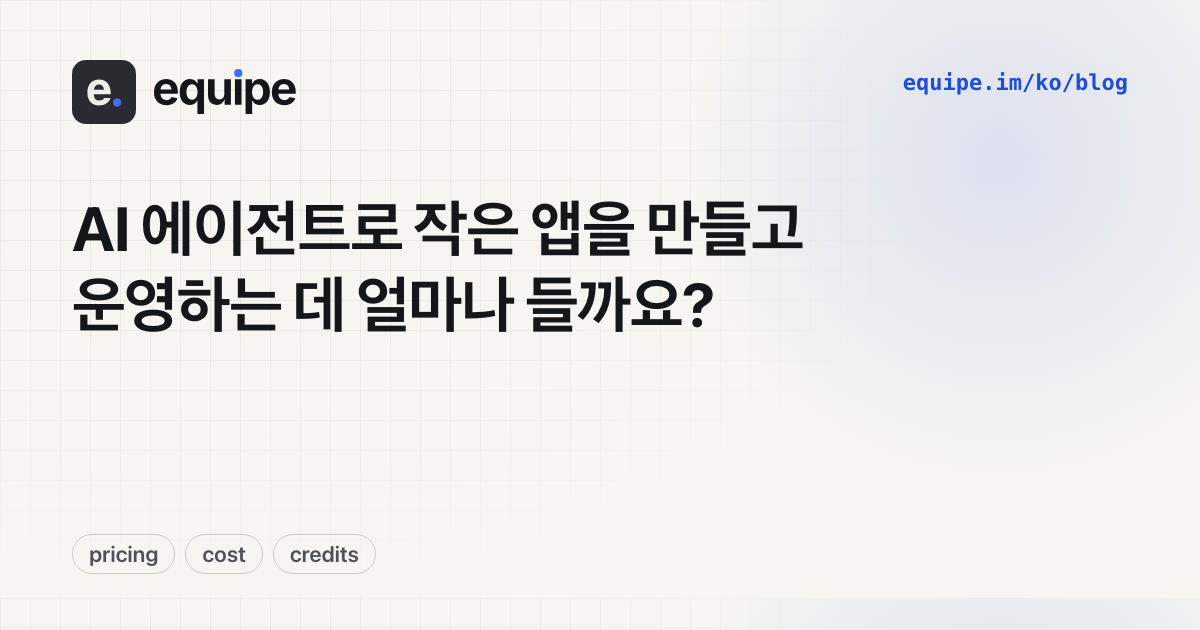 e.
equipe
equipe.im/ko/blog
AI 에이전트로 작은 앱을 만들고
운영하는 데 얼마나 들까요?
pricing
cost
credits